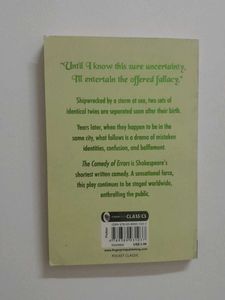 "Until I know this sure uncertainty,
I'll entertain the offered fallacy."
Shipwrecked by a storm at sea, two sets of
identical twins are separated soon after their birth.
Years later, when they happen to be in the
same city, what follows is a drama of mistaken
identities, confusion, and bafflement.
The Comedy of Errors is Shakespeare's
shortest written comedy. A sensational farce,
this play continues to be staged worldwide,
enthralling the public.
CLASSICS
POCKET CLASSIC